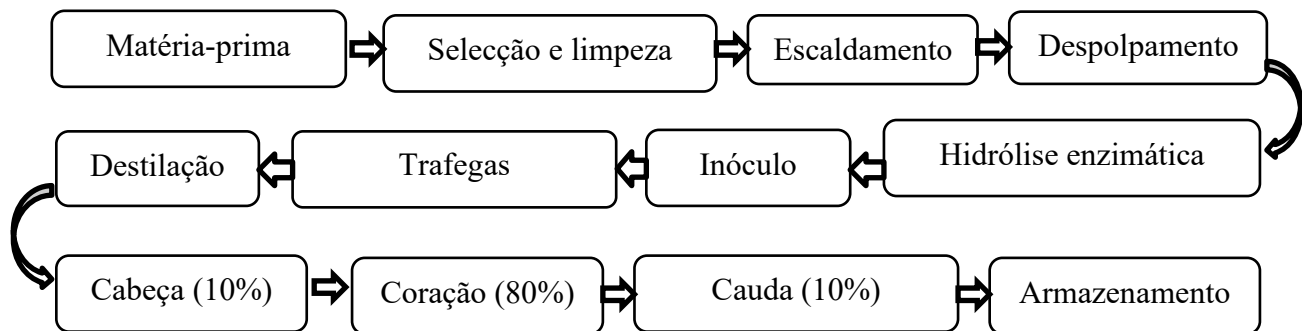 Matéria-prima
Selecção e limpeza
Escaldamento
Despolpamento
Hidrólise enzimática
Inóculo
Trafegas
Destilação
Cabeça (10%)
Coração (80%)
Cauda (10%)
Armazenamento